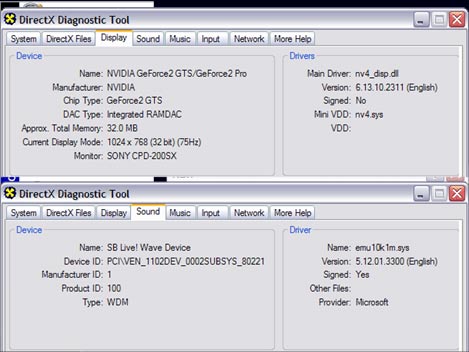 DirectX Diagnostic Tool
System DirectX Files Display Sound Music Input Network More Help
Device
Name: NVIDIA GeForce2 GTS/GeForce2 Pro
Manufacturer: NVIDIA
Chip Type: GeForce2 GTS
DAC Type: Integrated RAMDAC
Approx. Total Memory: 32.0 MB
Current Display Mode: 1024 x 768 (32 bit) (75Hz)
Monitor: SONY CPD-200SX
Drivers
Main Driver: nv4_disp.dll
Version: 6.13.10.2311 (English)
Signed: No
Mini VDD: nv4.sys
VDD:
DirectX Diagnostic Tool
System DirectX Files Display Sound Music Input Network More Help
Device
Name: SB Live! Wave Device
Device ID: PCI\VEN_1102DEV_0002SUBSYS_80221
Manufacturer ID: 1
Product ID: 100
Type: WDM
Driver
Name: emu10k1m.sys
Version: 5.12.01.3300 (English)
Signed: Yes
Other Files:
Provider: Microsoft